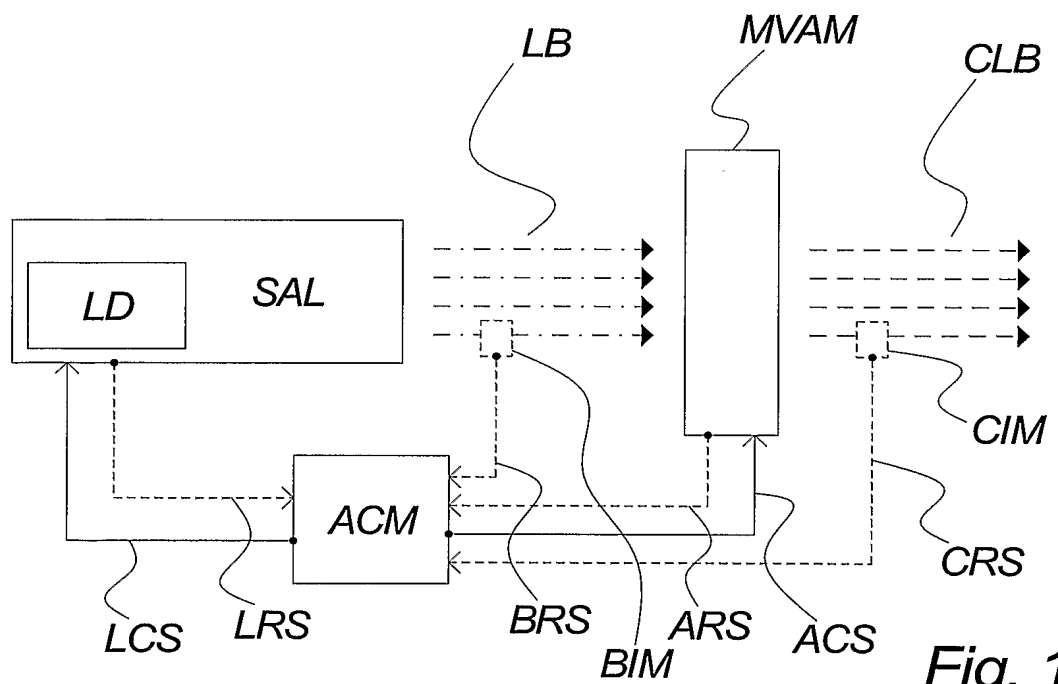 MVAM
LB
CLB
SAL
LD
CIM
ACM
CRS
LCS
LRS
BRS
BIM
ARS
ACS
Fig. 1